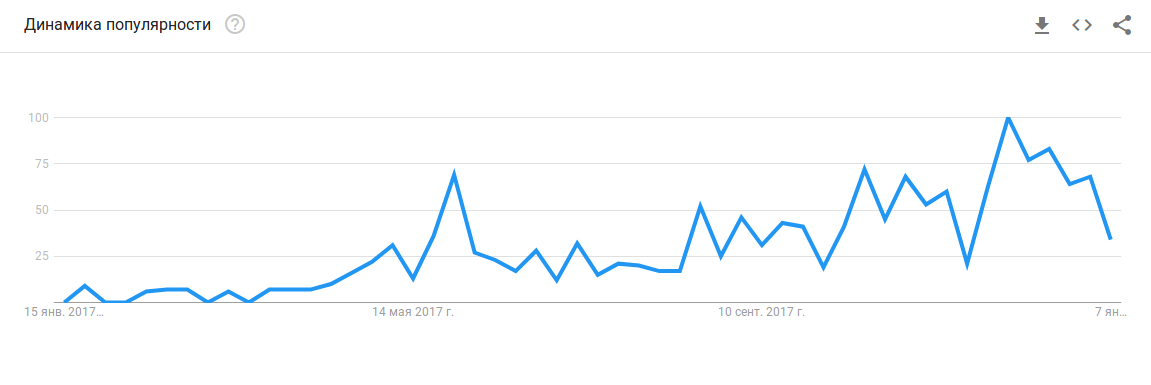 Динамика популярности ?
100
75
50
25
15 янв. 2017…
14 мая 2017 г.
10 сент. 2017 г.
7 ян…